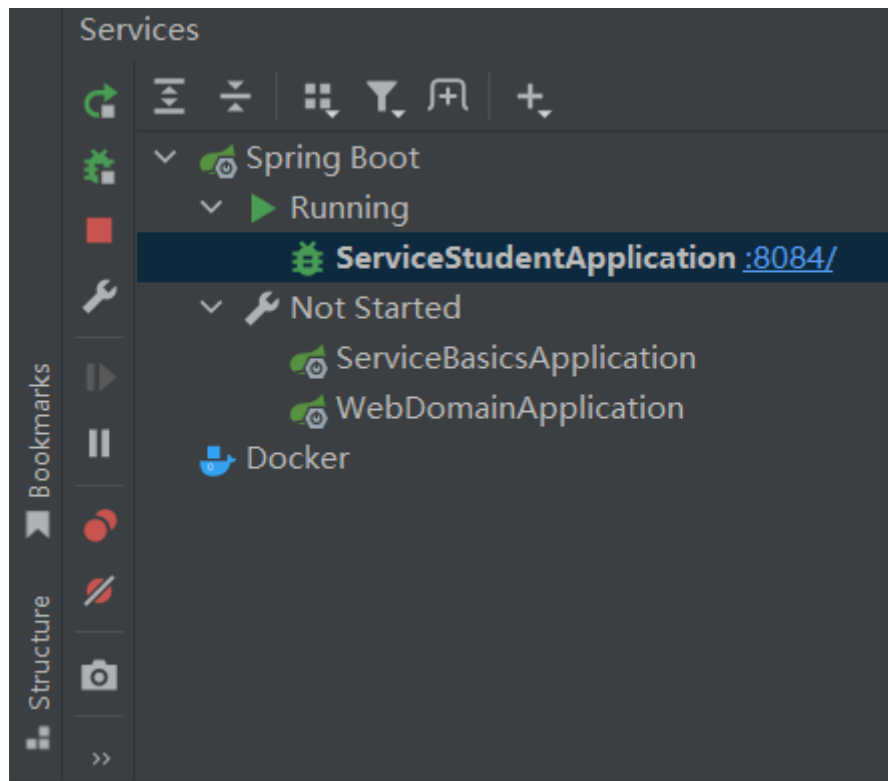 Services
Spring Boot
Running
ServiceStudentApplication :8084/
Not Started
ServiceBasicsApplication
WebDomainApplication
Docker
Bookmarks
Structure